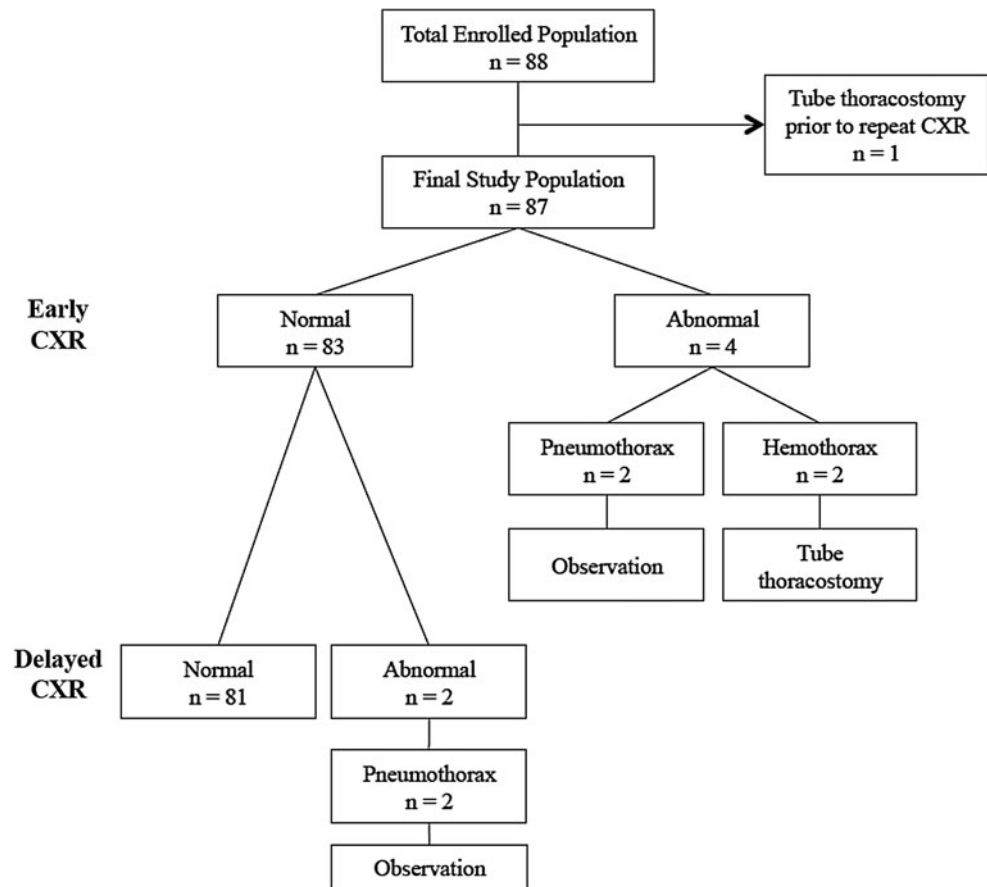 Total Enrolled Population
n = 88
Tube thoracostomy
prior to repeat CXR
n = 1
Final Study Population
n = 87
Early
CXR
Normal
n = 83
Abnormal
n = 4
Pneumothorax
n = 2
Hemothorax
n = 2
Observation
Tube
thoracostomy
Delayed
CXR
Normal
n = 81
Abnormal
n = 2
Pneumothorax
n = 2
Observation